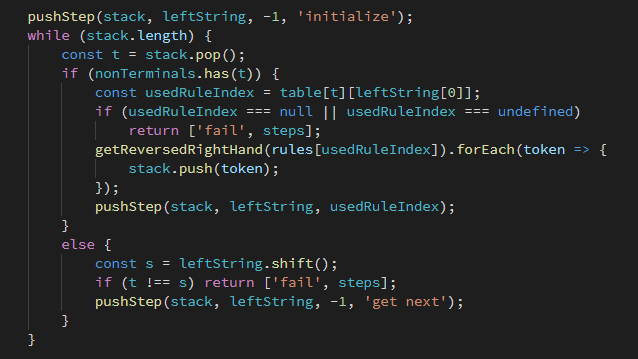 pushStep(stack, leftString, -1, 'initialize');
while (stack.length) {
    const t = stack.pop();
    if (nonTerminals.has(t)) {
        const usedRuleIndex = table[t][leftString[0]];
        if (usedRuleIndex === null || usedRuleIndex === undefined)
            return ['fail', steps];
        getReversedRightHand(rules[usedRuleIndex]).forEach(token => {
            stack.push(token);
        });
        pushStep(stack, leftString, usedRuleIndex);
    }
    else {
        const s = leftString.shift();
        if (t !== s) return ['fail', steps];
        pushStep(stack, leftString, -1, 'get next');
    }
}